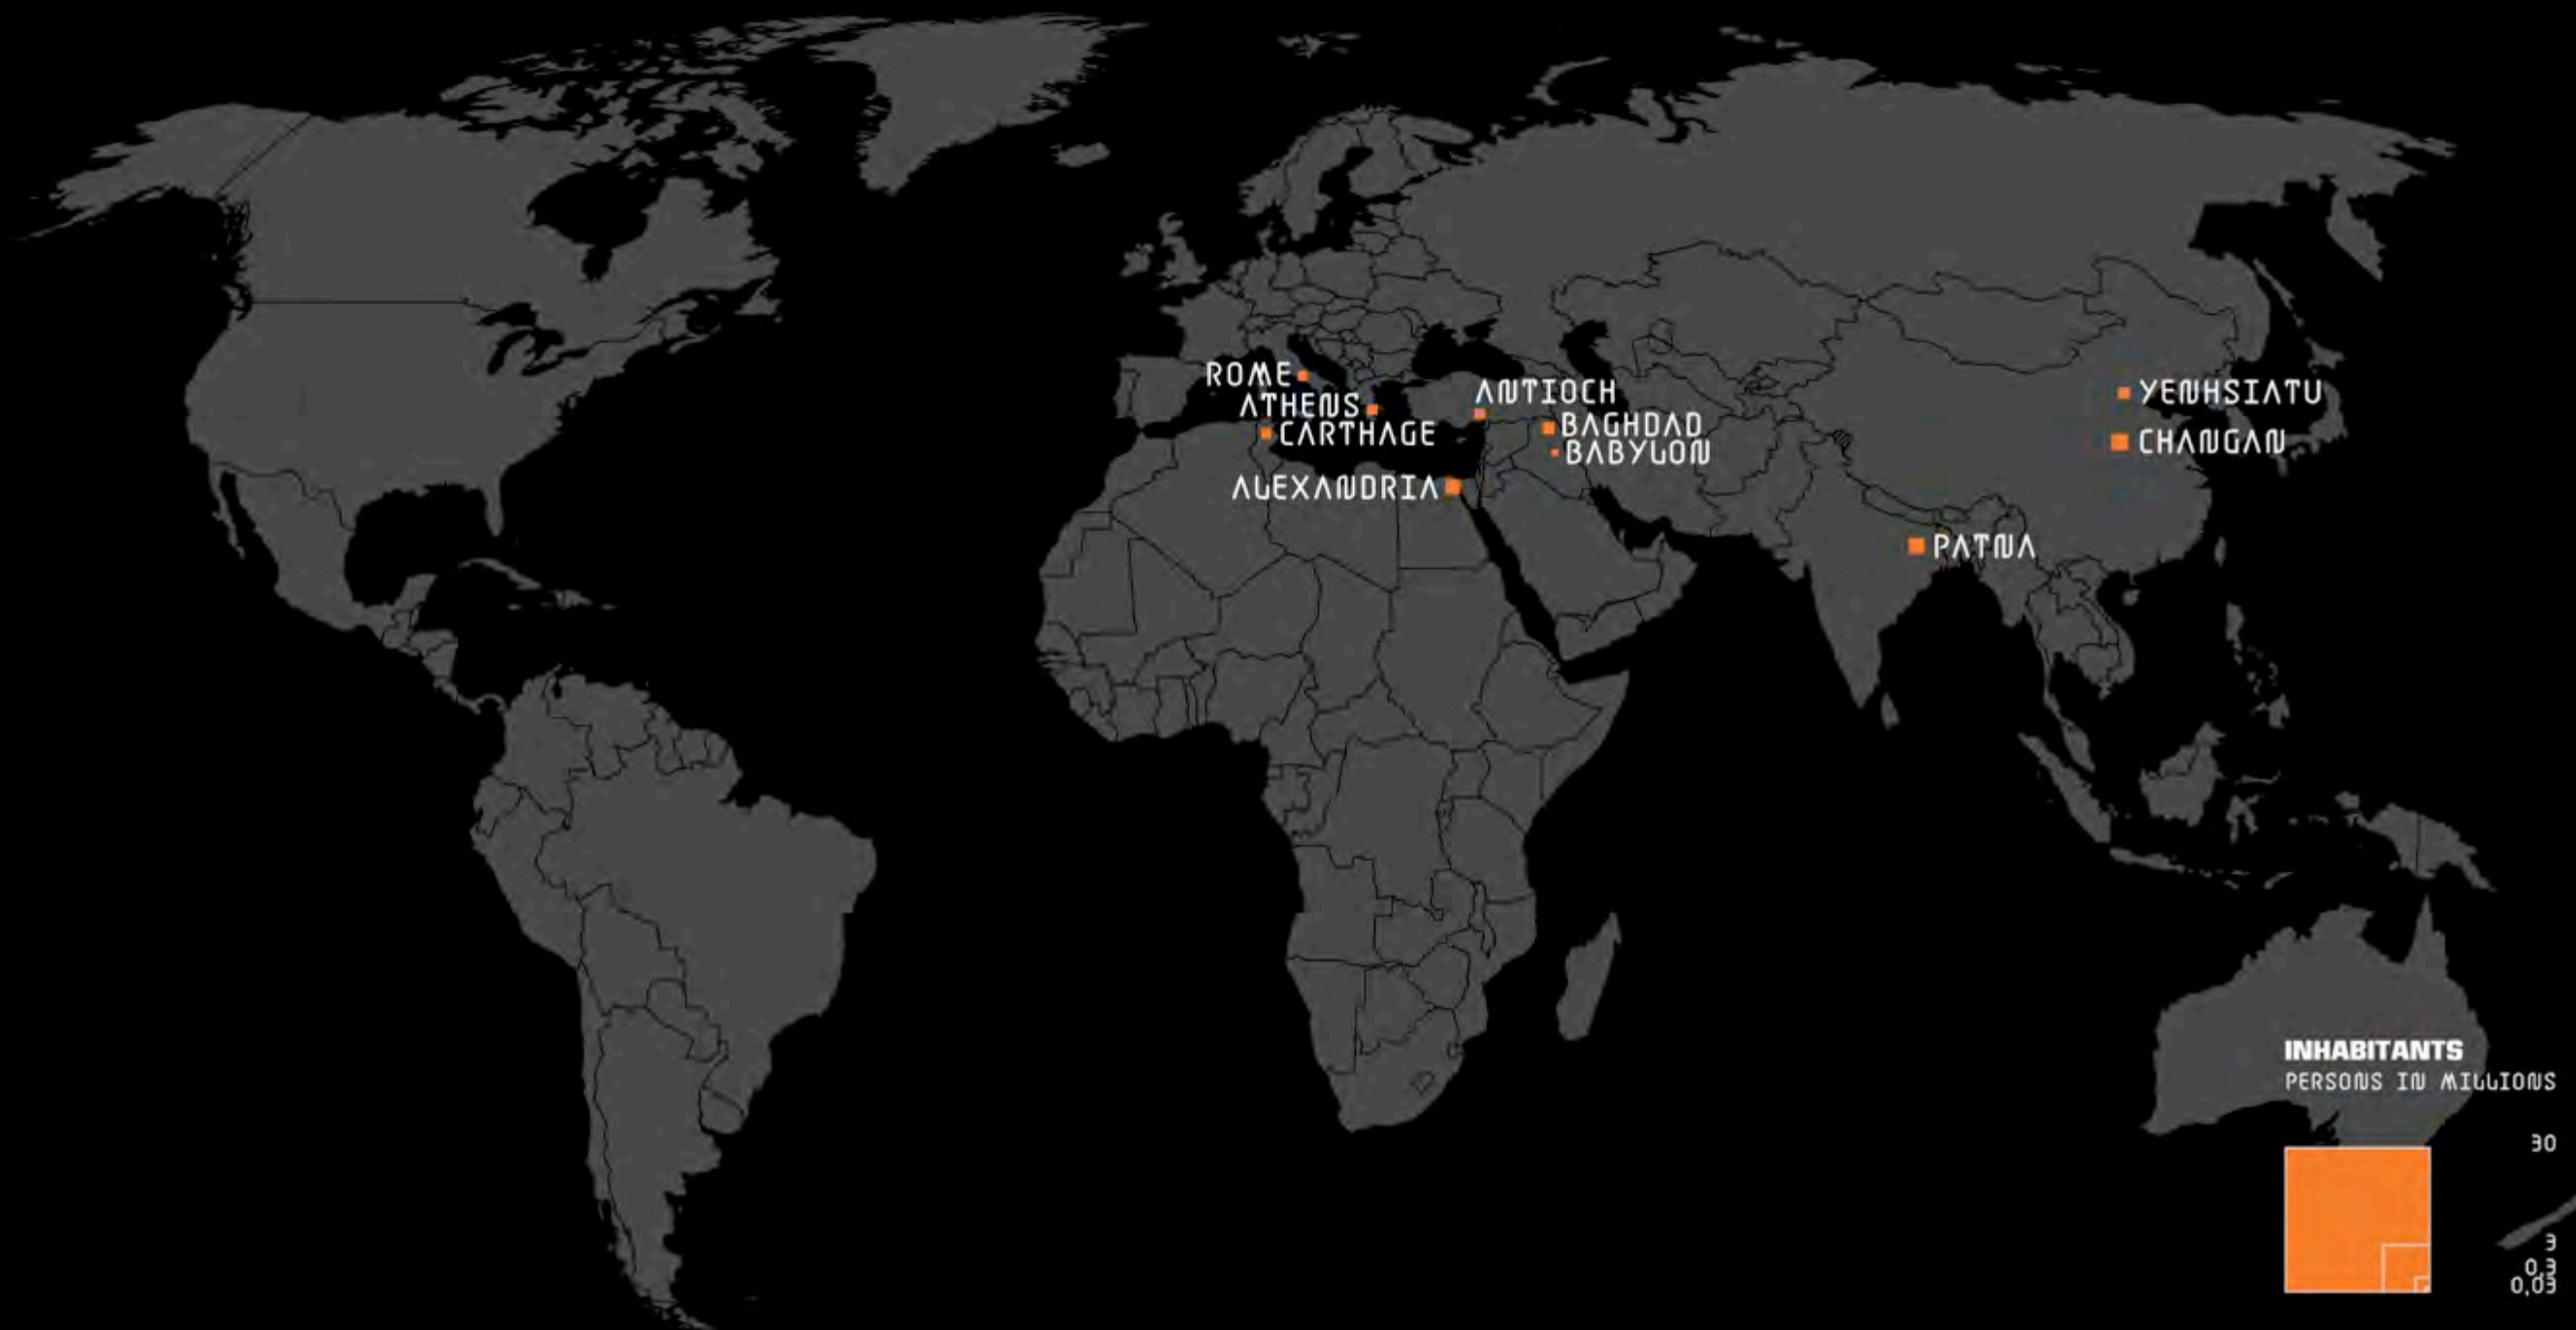 ROME
ANTIOCH
YENHSIATU
ATHENS
BAGHDAD
CARTHAGE
CHANGAN
BABYLON
ALEXANDRIA
PATNA
INHABITANTS
PERSONS IN MILLIONS
30
3
0,3
0,03